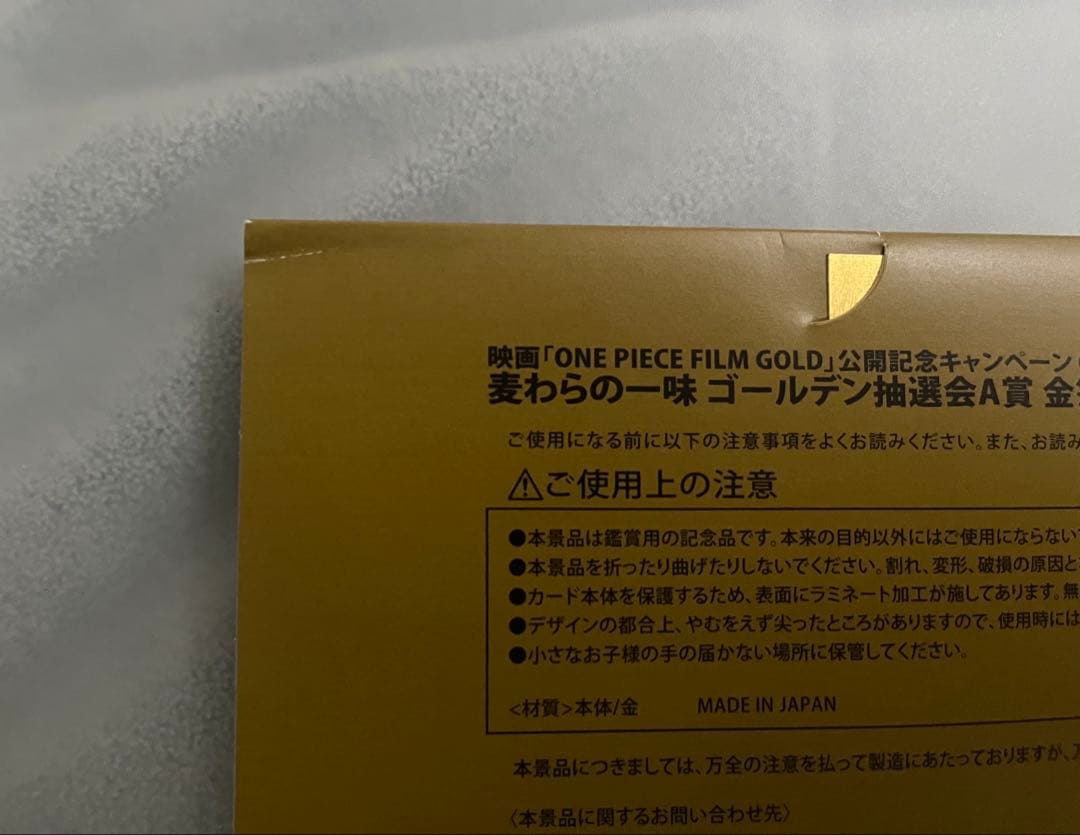 映画「ONE PIECE FILM GOLD」公開記念キャンペーン
麦わらの一味 ゴールデン抽選会A賞 金
ご使用になる前に以下の注意事項をよくお読みください。また、お読み
⚠ご使用上の注意
●本景品は鑑賞用の記念品です。本来の目的以外にはご使用にならない
●本景品を折ったり曲げたりしないでください。割れ、変形、破損の原因と
●カード本体を保護するため、表面にラミネート加工が施してあります。無
●デザインの都合上、やむをえず尖ったところがありますので、使用時には
●小さなお子様の手の届かない場所に保管してください。
<材質>本体/金 MADE IN JAPAN
本景品につきましては、万全の注意を払って製造にあたっておりますが、
〈本景品に関するお問い合わせ先〉